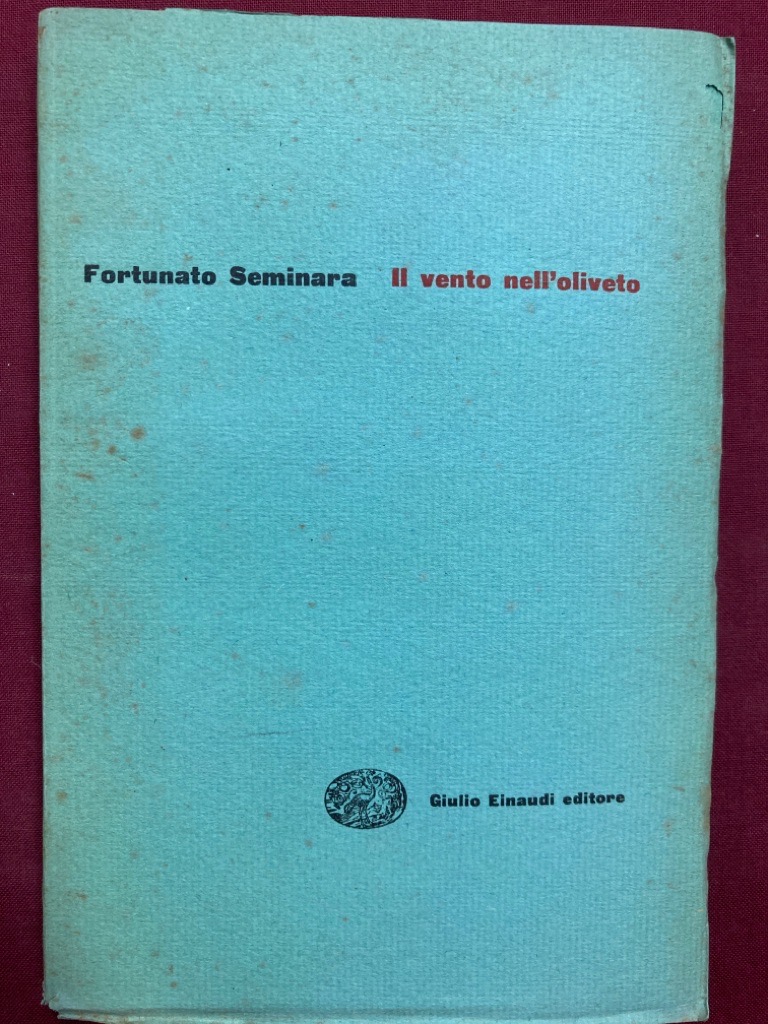 Fortunato Seminara Il vento nell'oliveto
Giulio Einaudi editore